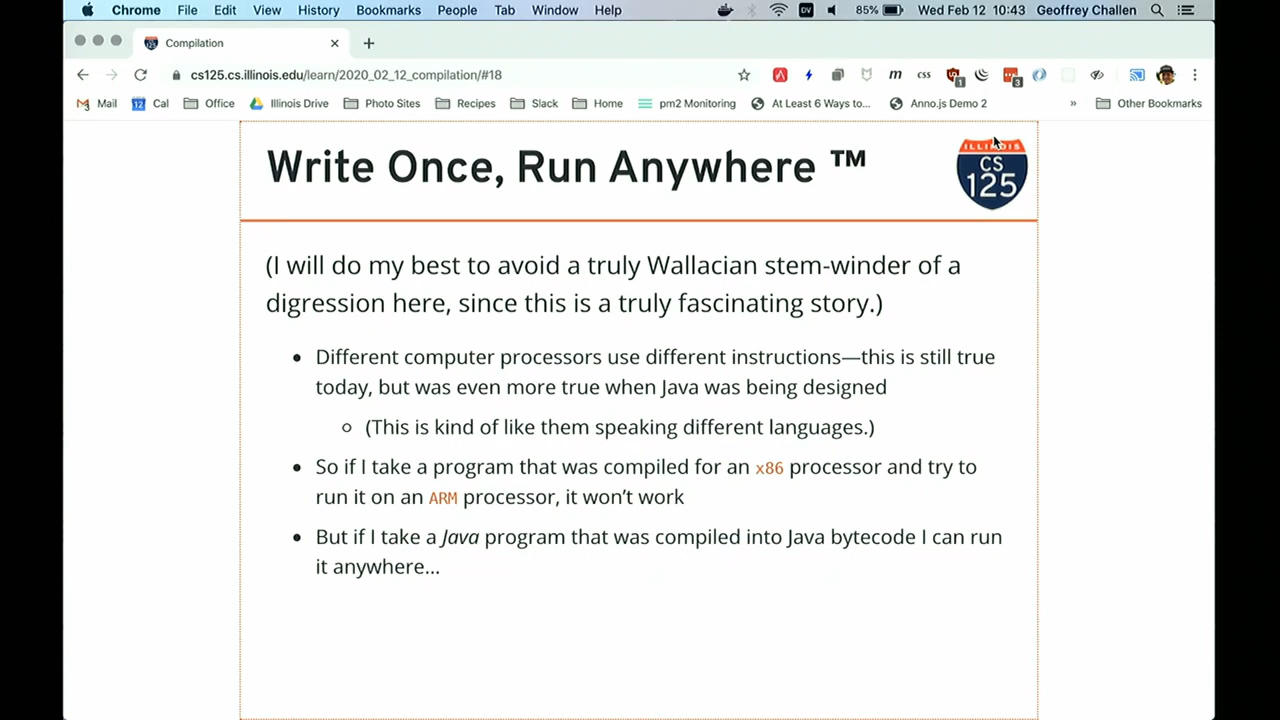 Chrome File Edit View History Bookmarks People Tab Window Help DV 85% Wed Feb 12 10:43 Geoffrey Challen
Compilation
cs125.cs.illinois.edu/learn/2020_02_12_compilation/#18 m css 1 3
Mail 12 Cal Office Illinois Drive Photo Sites Recipes Slack Home pm2 Monitoring At Least 6 Ways to... Anno.js Demo 2 » Other Bookmarks
Write Once, Run Anywhere ™
ILLINOIS
CS
125
(I will do my best to avoid a truly Wallacian stem-winder of a
digression here, since this is a truly fascinating story.)
• Different computer processors use different instructions—this is still true
today, but was even more true when Java was being designed
○ (This is kind of like them speaking different languages.)
• So if I take a program that was compiled for an x86 processor and try to
run it on an ARM processor, it won’t work
• But if I take a Java program that was compiled into Java bytecode I can run
it anywhere…